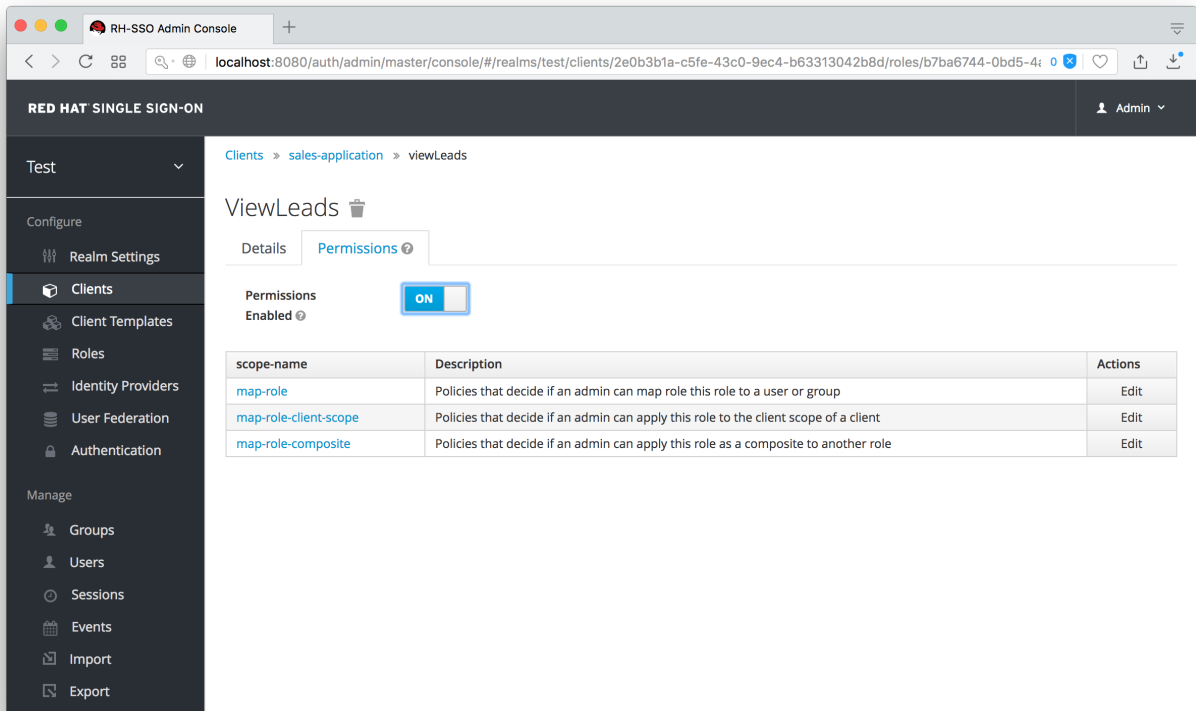 RH-SSO Admin Console
localhost:8080/auth/admin/master/console/#/realms/test/clients/2e0b3b1a-c5fe-43c0-9ec4-b63313042b8d/roles/b7ba6744-0bd5-4a 0
RED HAT SINGLE SIGN-ON
Admin
Test
Configure
Realm Settings
Clients
Client Templates
Roles
Identity Providers
User Federation
Authentication
Manage
Groups
Users
Sessions
Events
Import
Export
Clients » sales-application » viewLeads
ViewLeads
Details Permissions ?
Permissions
Enabled ?
ON
scope-name Description Actions
map-role Policies that decide if an admin can map role this role to a user or group Edit
map-role-client-scope Policies that decide if an admin can apply this role to the client scope of a client Edit
map-role-composite Policies that decide if an admin can apply this role as a composite to another role Edit